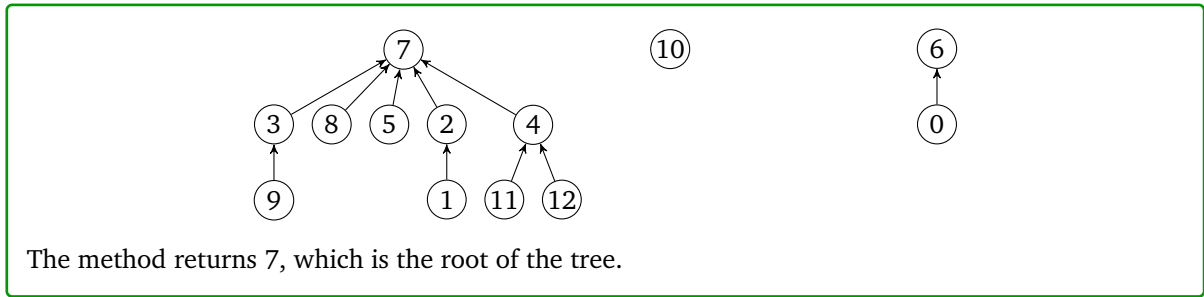 7 10 6
3 8 5 2 4 0
9 1 11 12
The method returns 7, which is the root of the tree.